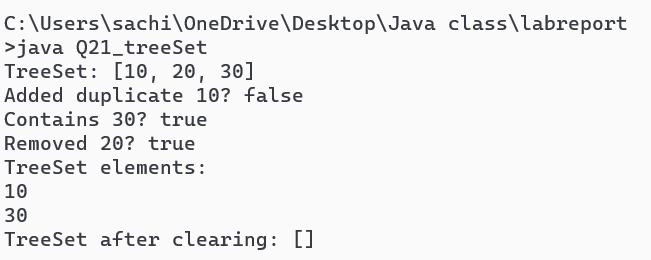 C:\Users\sachi\OneDrive\Desktop\Java class\labreport
>java Q21_treeSet
TreeSet: [10, 20, 30]
Added duplicate 10? false
Contains 30? true
Removed 20? true
TreeSet elements:
10
30
TreeSet after clearing: []